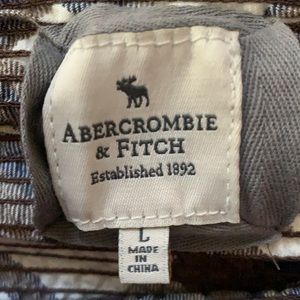 ABERCROMBIE
& FITCH
Established 1892
L
MADE
IN
CHINA